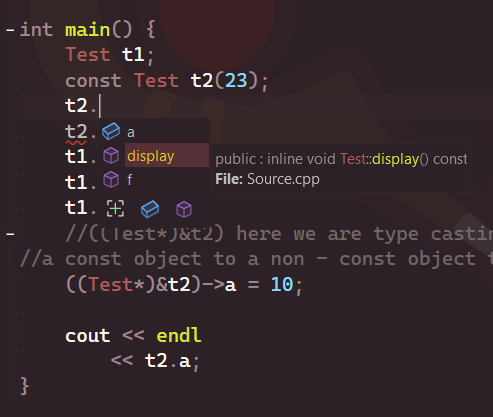 int main() {
Test t1;
const Test t2(23);
t2.
t2. a
t1. display public : inline void Test::display() const
t1. f File: Source.cpp
t1.
//((Test*)&t2) here we are type castin
//a const object to a non - const object t
((Test*)&t2)->a = 10;
cout << endl
<< t2.a;
}